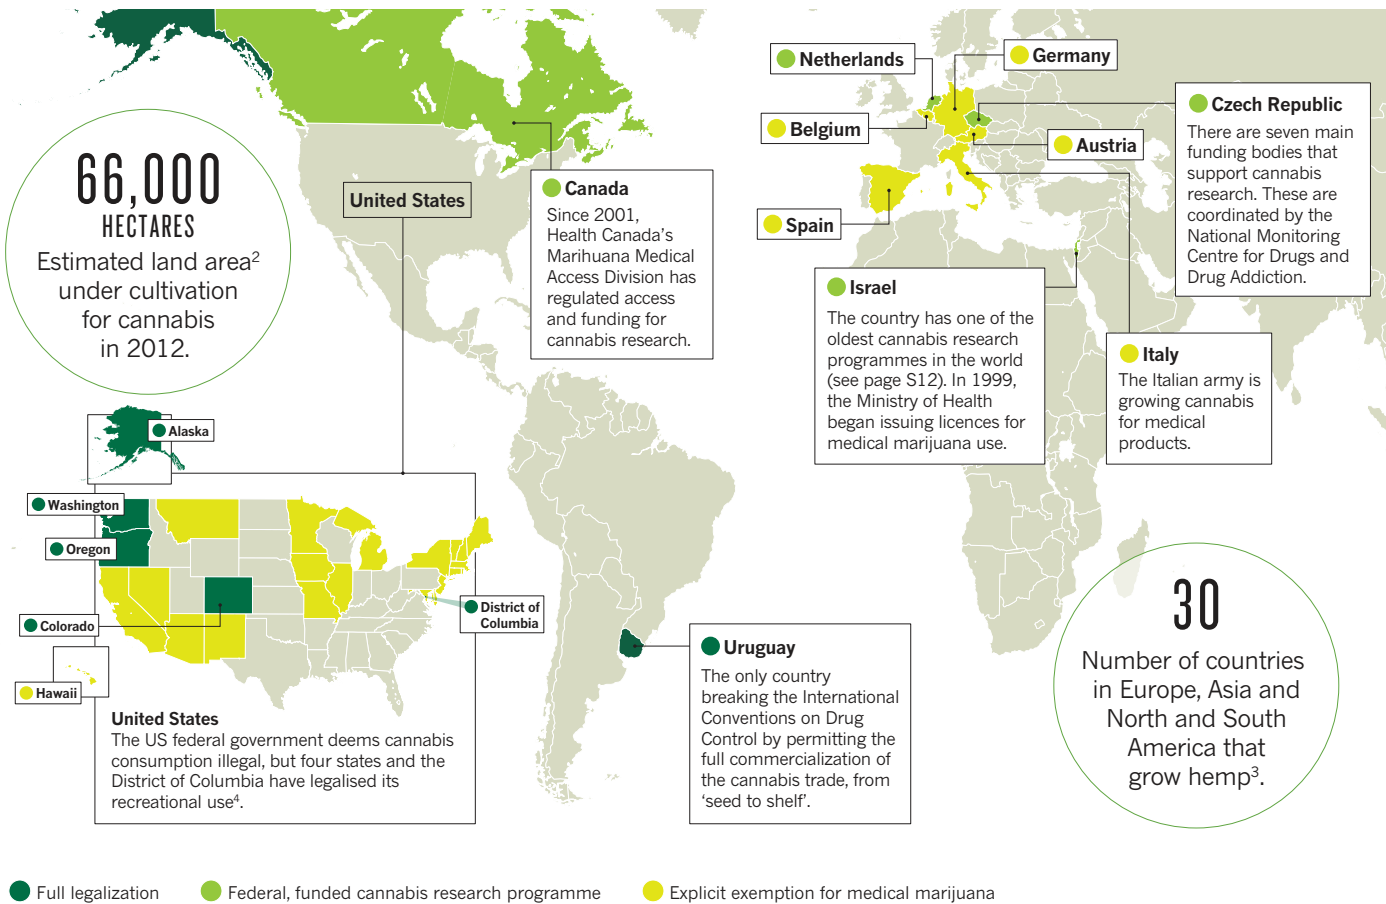 66,000
HECTARES
Estimated land area2
under cultivation
for cannabis
in 2012.
United States
Canada
Since 2001,
Health Canada’s
Marihuana Medical
Access Division has
regulated access
and funding for
cannabis research.
Netherlands
Germany
Belgium
Austria
Spain
Czech Republic
There are seven main
funding bodies that
support cannabis
research. These are
coordinated by the
National Monitoring
Centre for Drugs and
Drug Addiction.
Israel
The country has one of the
oldest cannabis research
programmes in the world
(see page S12). In 1999,
the Ministry of Health
began issuing licences for
medical marijuana use.
Italy
The Italian army is
growing cannabis
for medical
products.
Alaska
Washington
Oregon
Colorado
Hawaii
District of
Columbia
United States
The US federal government deems cannabis
consumption illegal, but four states and the
District of Columbia have legalised its
recreational use4.
Uruguay
The only country
breaking the International
Conventions on Drug
Control by permitting the
full commercialization of
the cannabis trade, from
‘seed to shelf’.
30
Number of countries
in Europe, Asia and
North and South
America that
grow hemp3.
Full legalization
Federal, funded cannabis research programme
Explicit exemption for medical marijuana